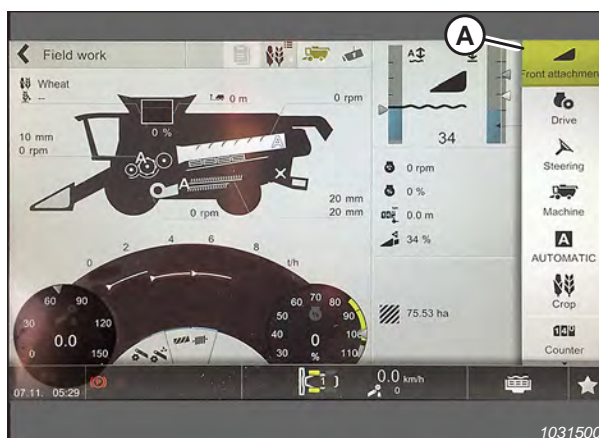 A
Field work
Front attachment
Wheat
--
0 m
0 rpm
0 %
10 mm
0 rpm
A
A
A
34
Drive
Steering
0 rpm
0 %
0.0 m
34 %
20 mm
20 mm
0 rpm
Machine
A
AUTOMATIC
Crop
0 2 4 6 8 t/h
0 30 60 90 120 150
0.0
30 40 50 60 70 80 90 100 110
0
%
75.53 ha
Counter
07.11. 05:29
0.0 km/h
0
1031500